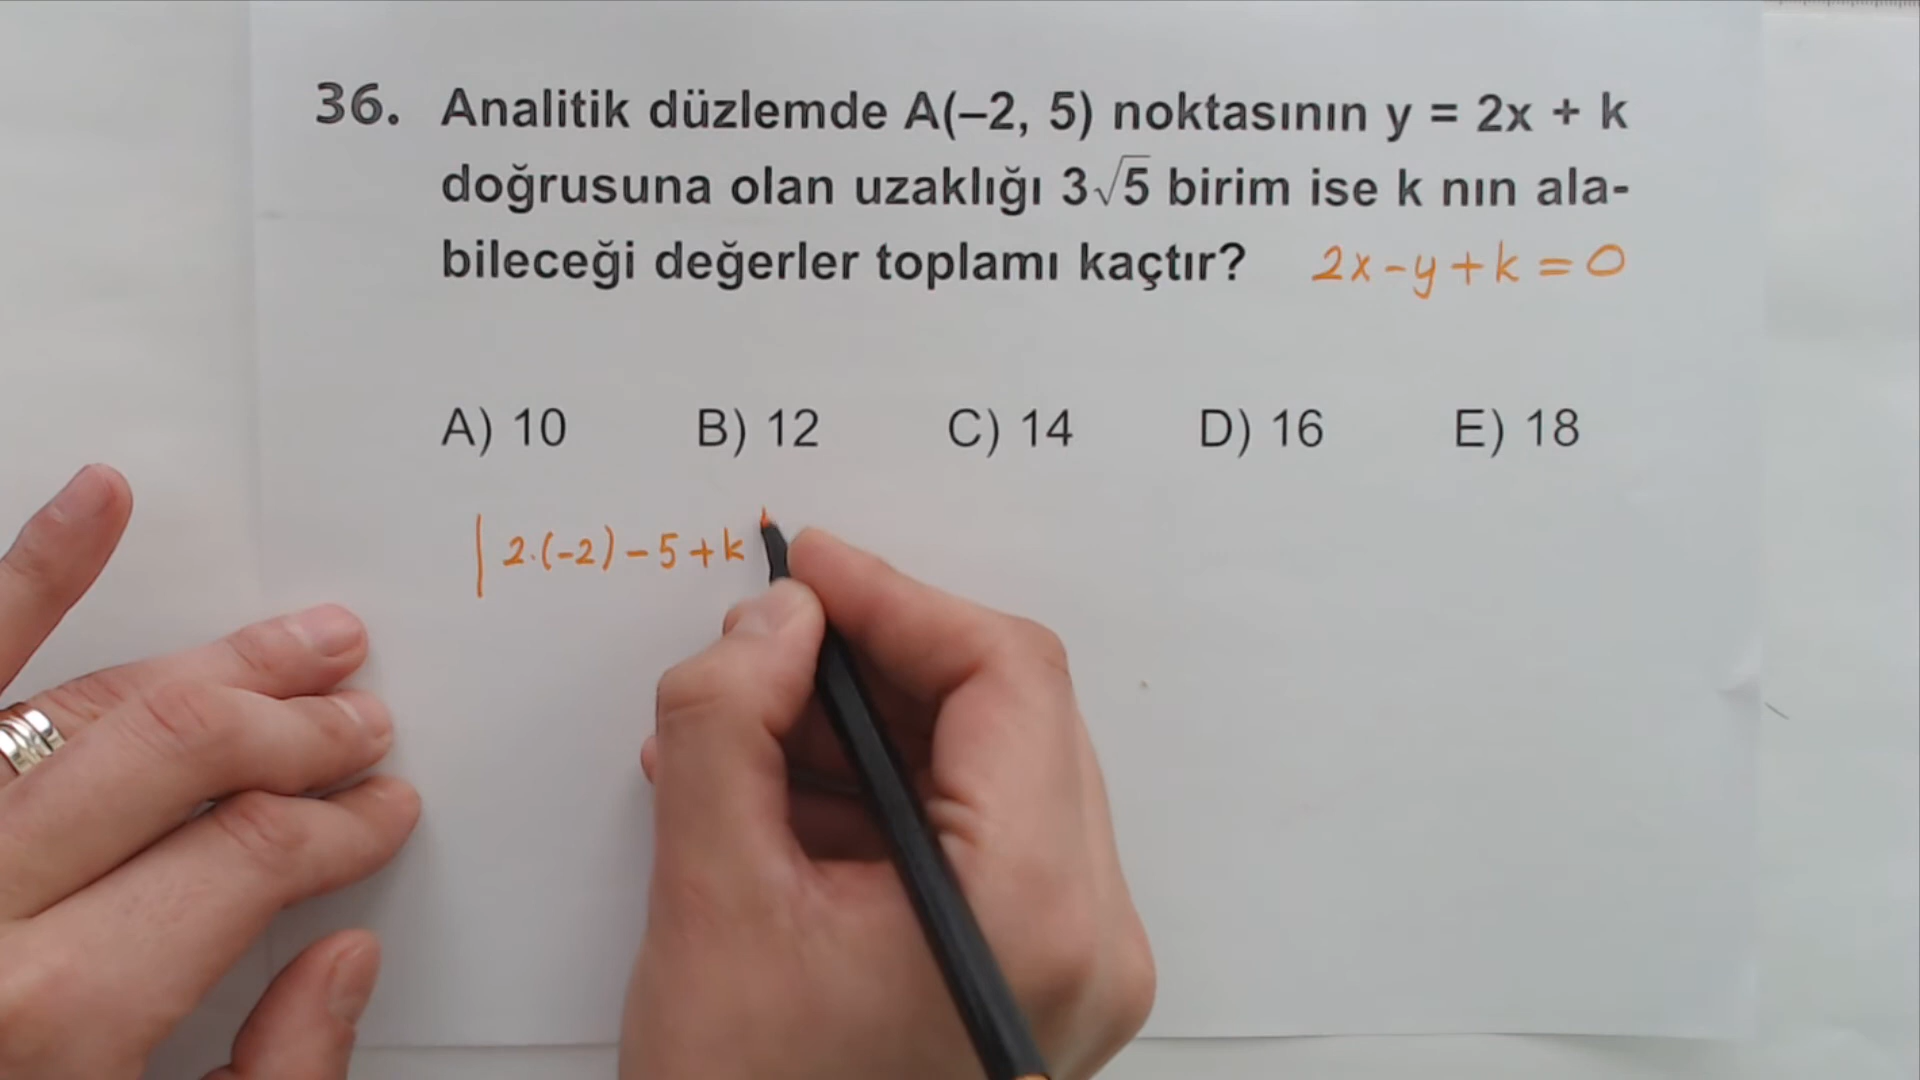 36. Analitik düzlemde A(–2, 5) noktasının y = 2x + k
doğrusuna olan uzaklığı 3√5 birim ise k nın ala-
bileceği değerler toplamı kaçtır? 2x-y+k=0
A) 10 B) 12 C) 14 D) 16 E) 18
| 2.(-2)-5+k